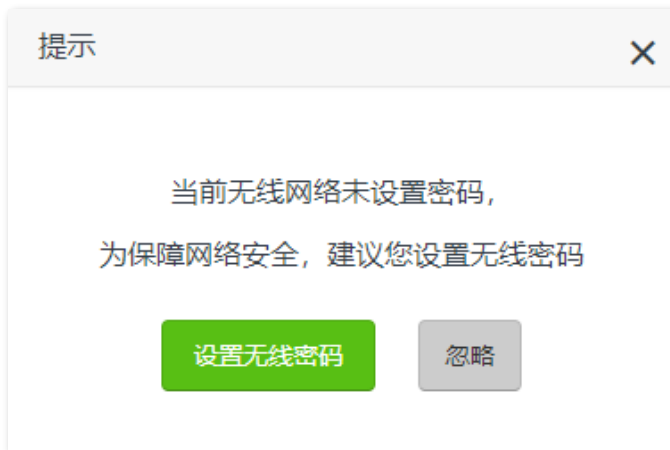 提示
当前无线网络未设置密码，
为保障网络安全，建议您设置无线密码
设置无线密码
忽略